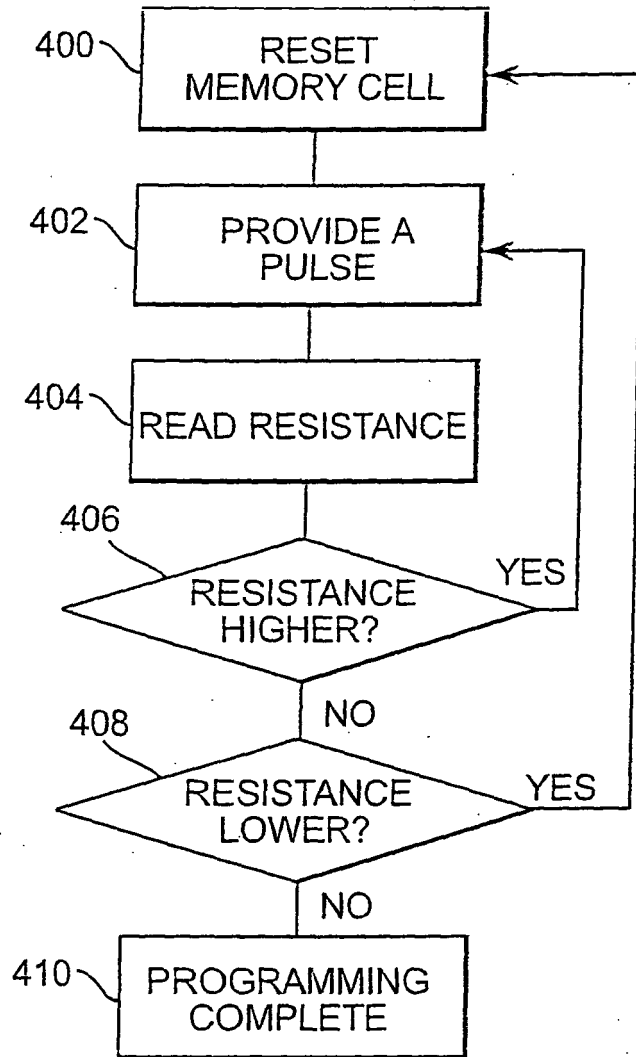 400
RESET
MEMORY CELL
402
PROVIDE A
PULSE
404
READ RESISTANCE
406
RESISTANCE
HIGHER?
YES
NO
408
RESISTANCE
LOWER?
YES
NO
410
PROGRAMMING
COMPLETE